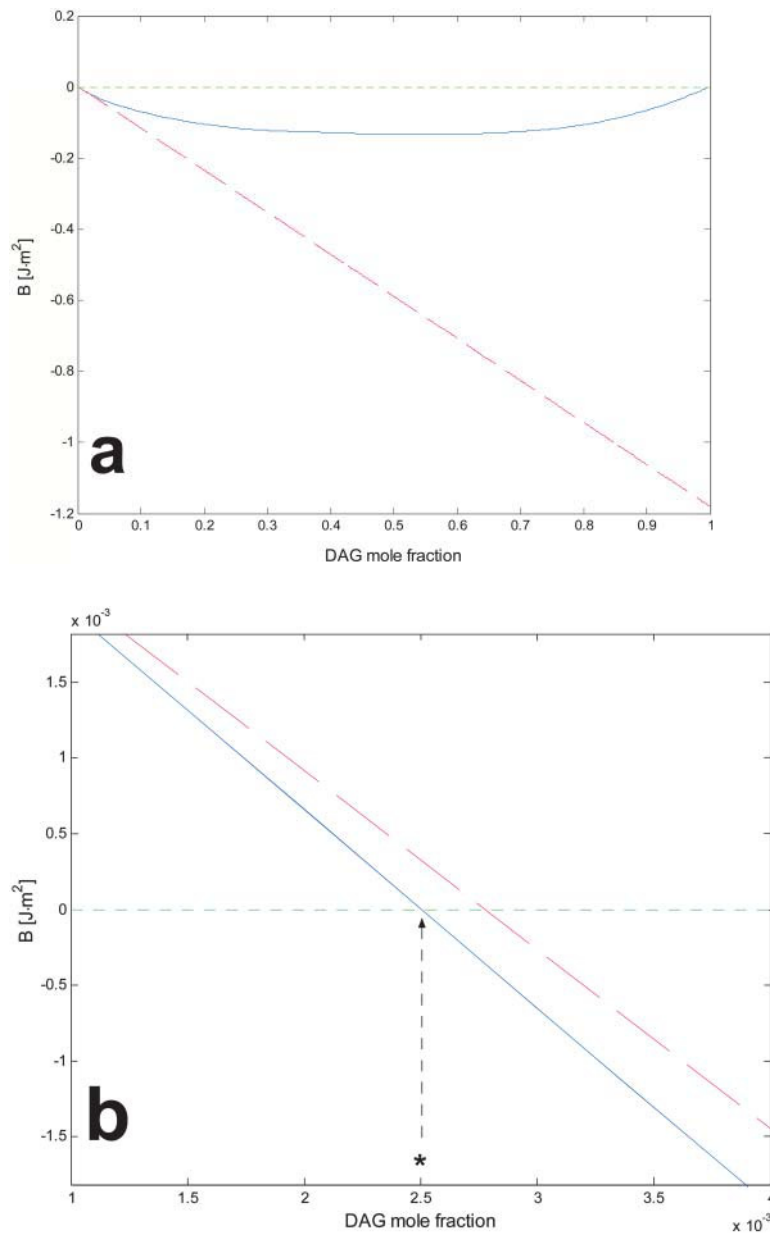 0.2
0
-0.2
-0.4
-0.6
-0.8
-1
-1.2
B [J·m²]
a
0 0.1 0.2 0.3 0.4 0.5 0.6 0.7 0.8 0.9 1
DAG mole fraction
x 10⁻³
1.5
1
0.5
0
-0.5
-1
-1.5
B [J·m²]
b
*
1 1.5 2 2.5 3 3.5 4
DAG mole fraction
x 10⁻³